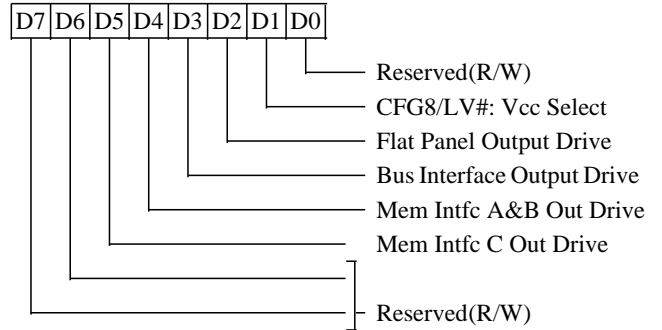 D7 D6 D5 D4 D3 D2 D1 D0
Reserved(R/W)
CFG8/LV#: Vcc Select
Flat Panel Output Drive
Bus Interface Output Drive
Mem Intfc A&B Out Drive
Mem Intfc C Out Drive
Reserved(R/W)